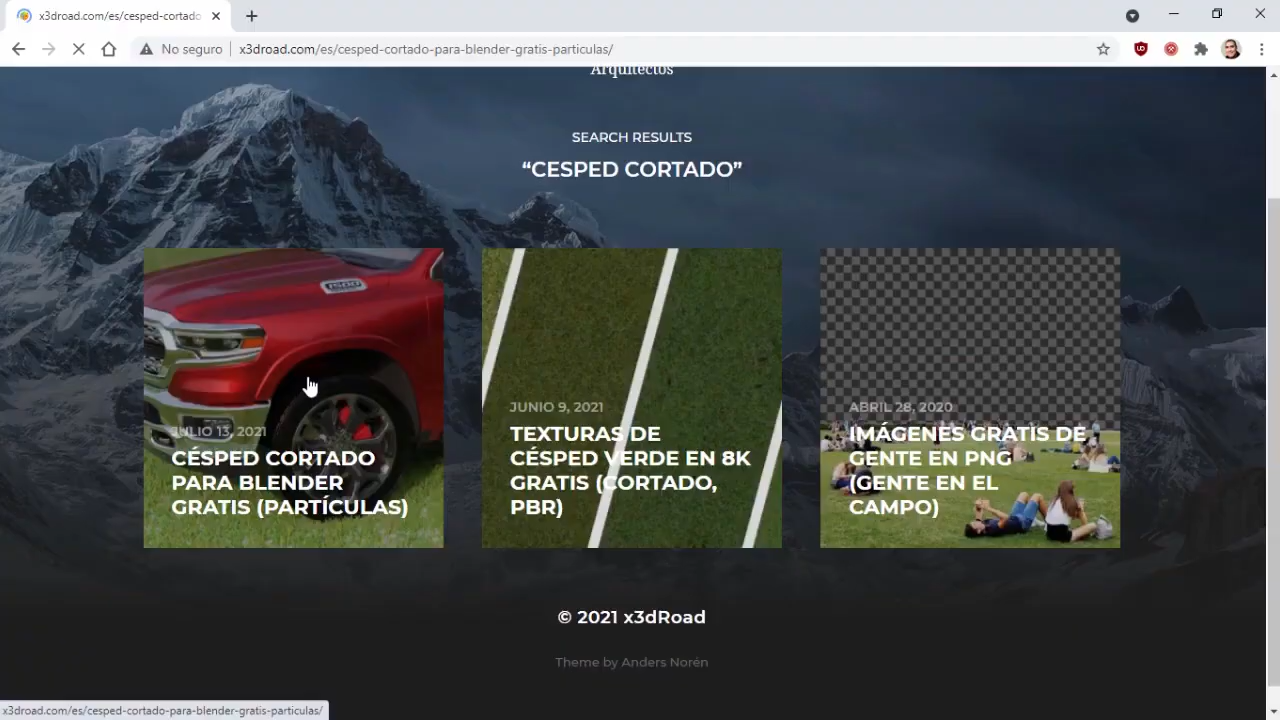 x3droad.com/es/cesped-cortado
No seguro
x3droad.com/es/cesped-cortado-para-blender-gratis-particulas/
Arquitectos
SEARCH RESULTS
“CESPED CORTADO”
1500
JULIO 13, 2021
CÉSPED CORTADO
PARA BLENDER
GRATIS (PARTÍCULAS)
JUNIO 9, 2021
TEXTURAS DE
CÉSPED VERDE EN 8K
GRATIS (CORTADO,
PBR)
ABRIL 28, 2020
IMÁGENES GRATIS DE
GENTE EN PNG
(GENTE EN EL
CAMPO)
© 2021 x3dRoad
Theme by Anders Norén
x3droad.com/es/cesped-cortado-para-blender-gratis-particulas/